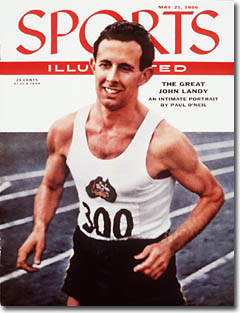 MAY 21, 1956
SPORTS
ILLUSTRATED
25 CENTS
THE GREAT
JOHN LANDY
AN INTIMATE PORTRAIT
BY PAUL O'NEIL
300